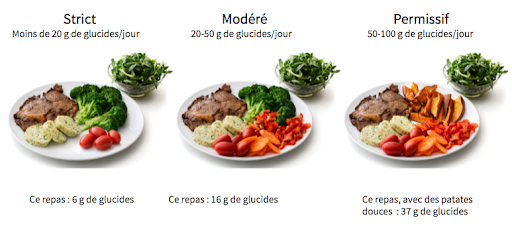 Strict
Moins de 20 g de glucides/jour
Modéré
20-50 g de glucides/jour
Permissif
50-100 g de glucides/jour
Ce repas : 6 g de glucides
Ce repas : 16 g de glucides
Ce repas, avec des patates
douces : 37 g de glucides